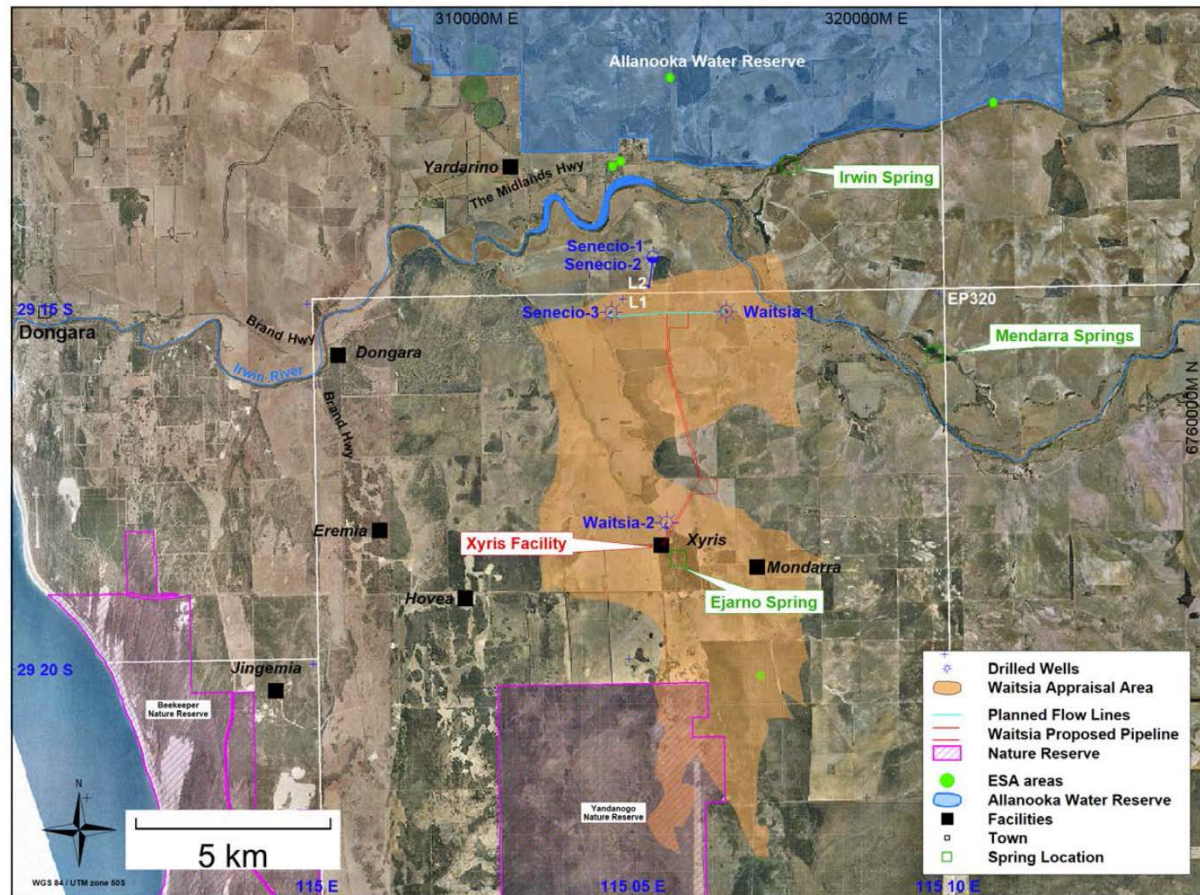 310000M E
320000M E
Allanooka Water Reserve
Yardarino
The Midlands Hwy
Irwin Spring
Senecio-1
Senecio-2
L2
L1
EP320
29 15 S
Dongara
Brand Hwy
Senecio-3
Waitsia-1
Mendarra Springs
Dongara
Irwin River
Brand Hwy
6760000M N
Waitsia-2
Eremia
Xyris Facility
Xyris
Mondarra
Hovea
Ejarno Spring
29 20 S
Jingemia
Beekeeper
Nature Reserve
Yandanogo
Nature Reserve
Drilled Wells
Waitsia Appraisal Area
Planned Flow Lines
Waitsia Proposed Pipeline
Nature Reserve
ESA areas
Allanooka Water Reserve
Facilities
Town
Spring Location
N
5 km
WGS 84 / UTM zone 50S
115 E
115 05 E
115 10 E